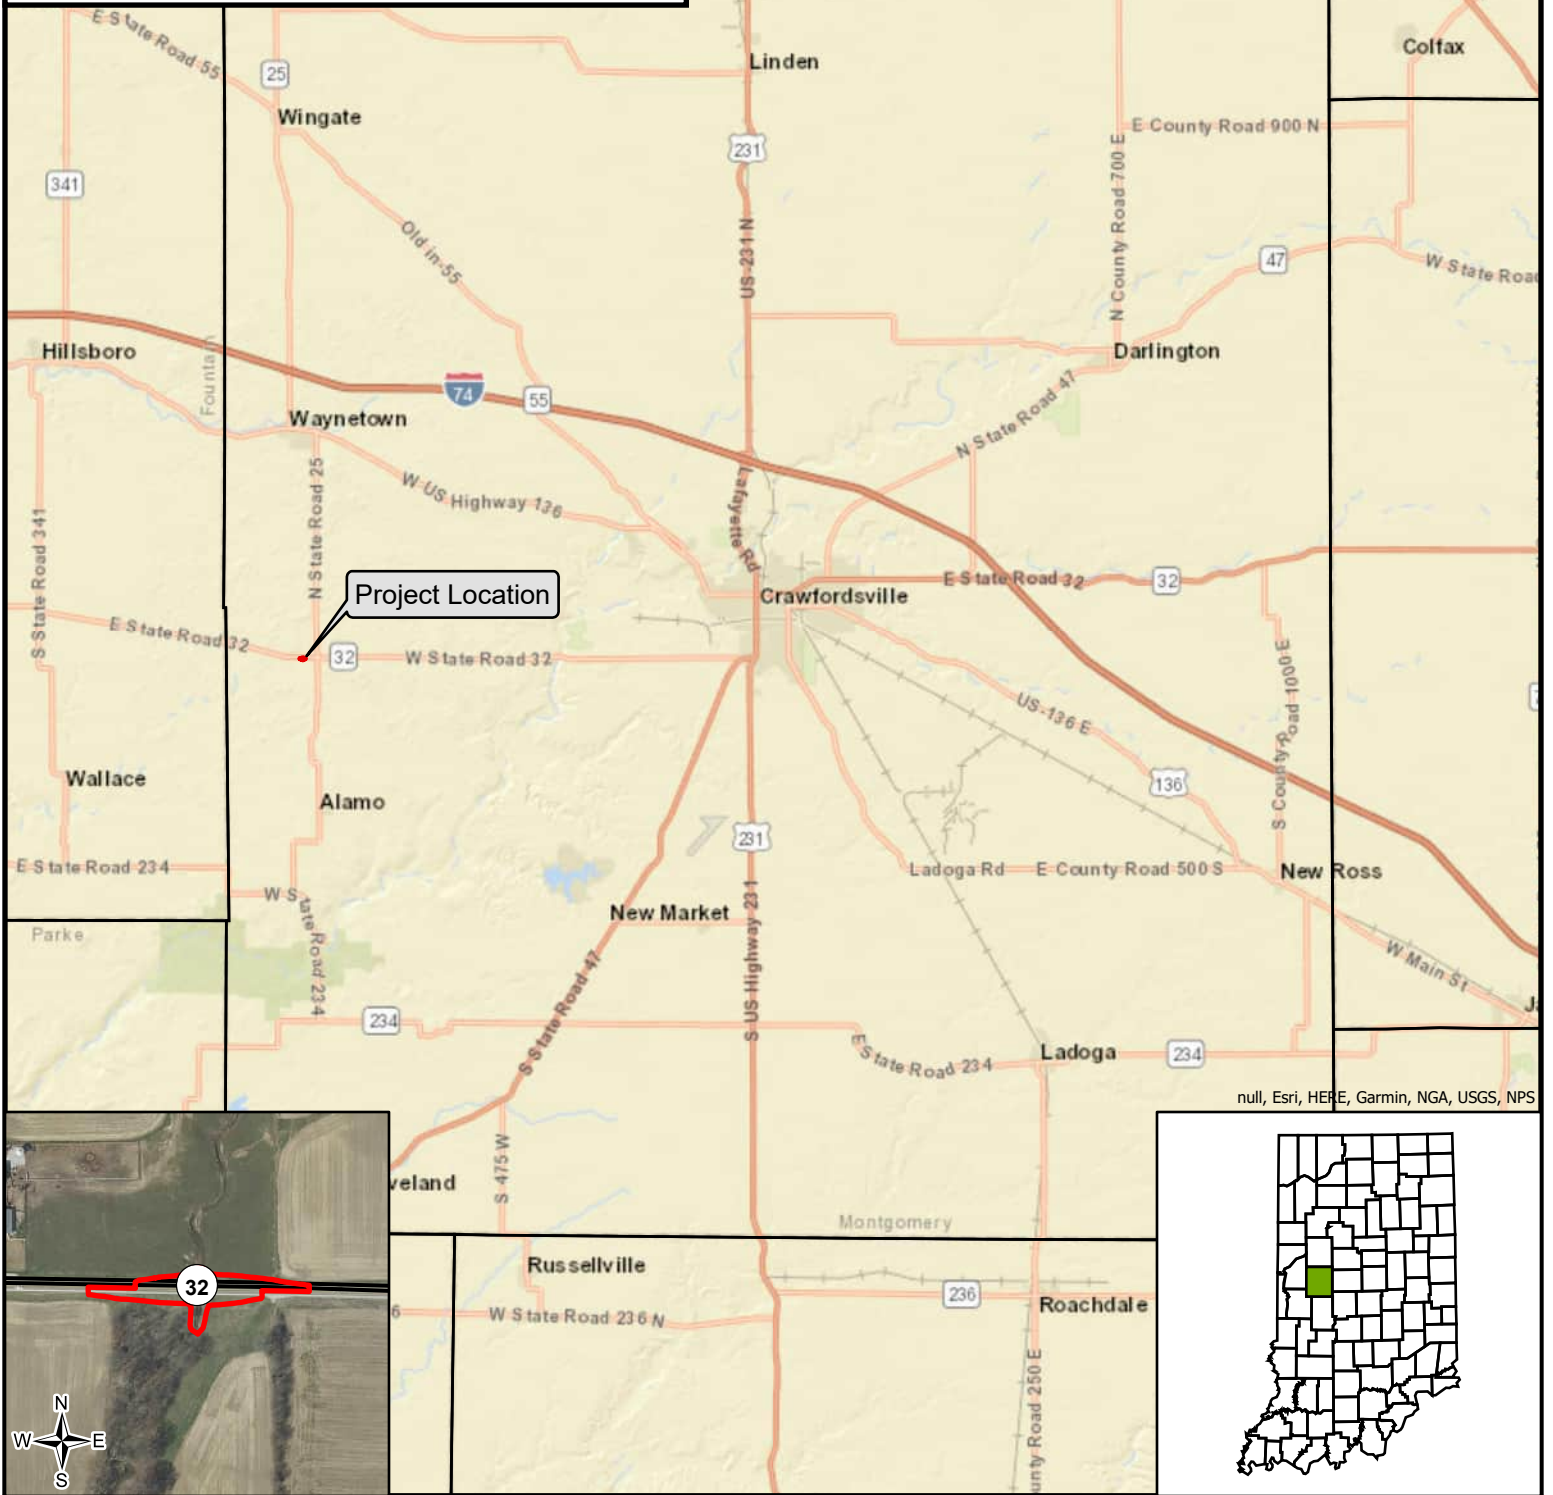 E State Road 55
25
Linden
Colfax
Wingate
E County Road 900 N
231
341
N County Road 700 E
Old in-55
US-231 N
47
W State Road
Hillsboro
Fountain
Darlington
74
55
Waynetown
N State Road 47
N State Road 25
W US Highway 136
Lafayette Rd
S State Road 341
Project Location
E State Road 32
32
Crawfordsville
E State Road 32
32
W State Road 32
US-136 E
S County Road 1000 E
Wallace
136
Alamo
231
E State Road 234
Ladoga Rd
E County Road 500 S
New Ross
W State Road 234
New Market
Parke
S US Highway 231
W Main St
S State Road 47
234
E State Road 234
Ladoga
234
null, Esri, HERE, Garmin, NGA, USGS, NPS
S 475 W
veland
Montgomery
Russellville
32
236
Roachdale
6
W State Road 236 N
unty Road 250 E
N
W
E
S